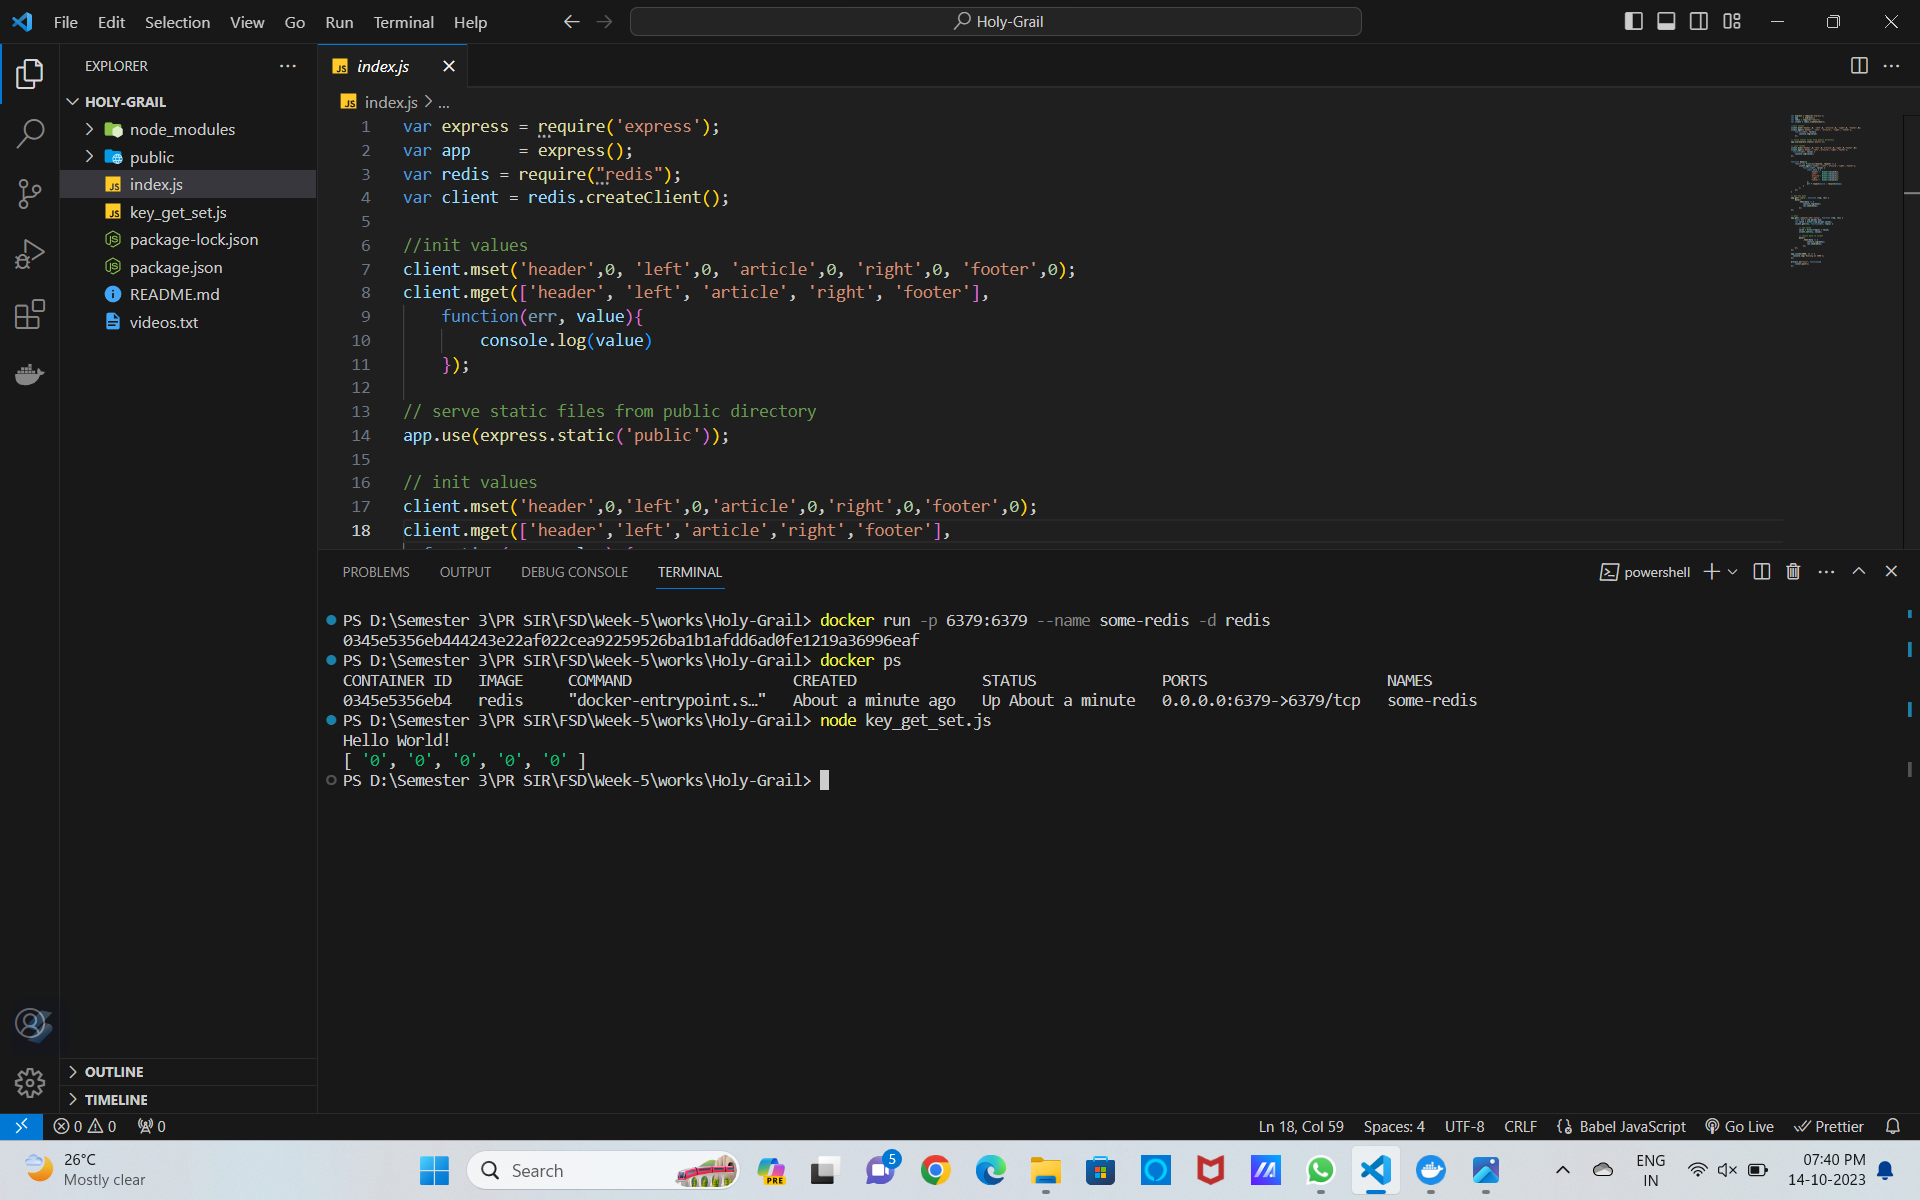 File Edit Selection View Go Run Terminal Help
Holy-Grail
EXPLORER
HOLY-GRAIL
node_modules
public
index.js
key_get_set.js
package-lock.json
package.json
README.md
videos.txt
OUTLINE
TIMELINE
index.js
index.js > ...
1 var express = require('express');
2 var app     = express();
3 var redis = require("redis");
4 var client = redis.createClient();
5
6 //init values
7 client.mset('header',0, 'left',0, 'article',0, 'right',0, 'footer',0);
8 client.mget(['header', 'left', 'article', 'right', 'footer'],
9     function(err, value){
10         console.log(value)
11     });
12
13 // serve static files from public directory
14 app.use(express.static('public'));
15
16 // init values
17 client.mset('header',0,'left',0,'article',0,'right',0,'footer',0);
18 client.mget(['header','left','article','right','footer'],
PROBLEMS OUTPUT DEBUG CONSOLE TERMINAL
powershell
PS D:\Semester 3\PR SIR\FSD\Week-5\works\Holy-Grail> docker run -p 6379:6379 --name some-redis -d redis
0345e5356eb444243e22af022cea92259526ba1b1afdd6ad0fe1219a36996eaf
PS D:\Semester 3\PR SIR\FSD\Week-5\works\Holy-Grail> docker ps
CONTAINER ID   IMAGE     COMMAND                  CREATED              STATUS              PORTS                    NAMES
0345e5356eb4   redis     "docker-entrypoint.s…"   About a minute ago   Up About a minute   0.0.0.0:6379->6379/tcp   some-redis
PS D:\Semester 3\PR SIR\FSD\Week-5\works\Holy-Grail> node key_get_set.js
Hello World!
[ '0', '0', '0', '0', '0' ]
PS D:\Semester 3\PR SIR\FSD\Week-5\works\Holy-Grail>
0 0 0
Ln 18, Col 59 Spaces: 4 UTF-8 CRLF Babel JavaScript Go Live Prettier
26°C
Mostly clear
Search
PRE
5
ENG
IN
07:40 PM
14-10-2023